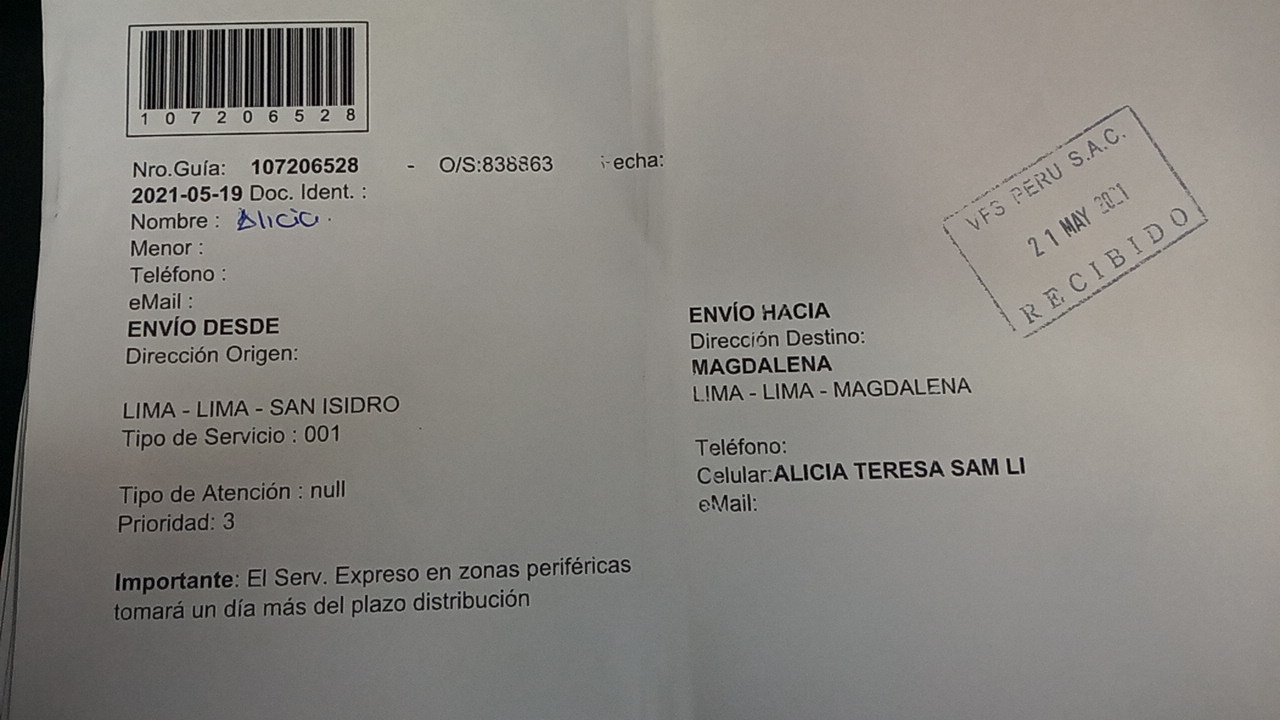 1 0 7 2 0 6 5 2 8
Nro.Guía: 107206528 - O/S:838863 Fecha:
2021-05-19 Doc. Ident. :
Nombre : Alicia.
Menor :
Teléfono :
eMail :
ENVÍO DESDE
Dirección Origen:
LIMA - LIMA - SAN ISIDRO
Tipo de Servicio : 001
Tipo de Atención : null
Prioridad: 3
Importante: El Serv. Expreso en zonas periféricas
tomará un día más del plazo distribución
VFS PERU S.A.C.
21 MAY 2021
RECIBIDO
ENVÍO HACIA
Dirección Destino:
MAGDALENA
LIMA - LIMA - MAGDALENA
Teléfono:
Celular:ALICIA TERESA SAM LI
eMail: